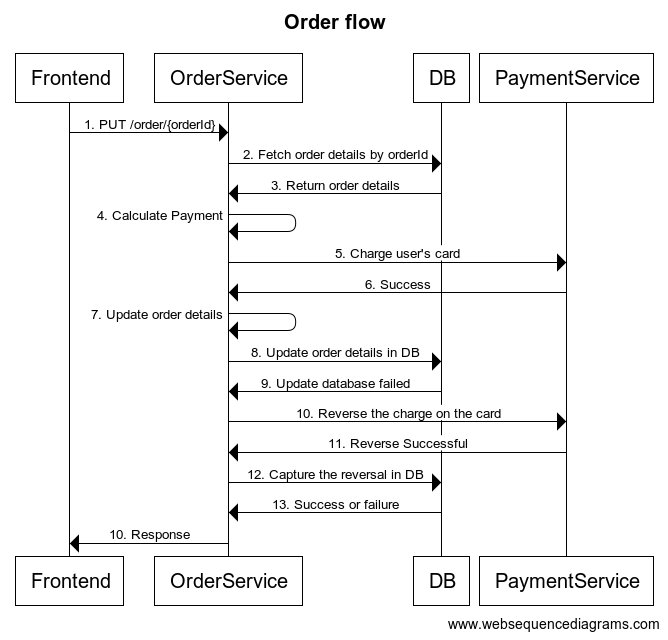 Order flow
Frontend
OrderService
DB
PaymentService
1. PUT /order/{orderId}
2. Fetch order details by orderId
3. Return order details
4. Calculate Payment
5. Charge user's card
6. Success
7. Update order details
8. Update order details in DB
9. Update database failed
10. Reverse the charge on the card
11. Reverse Successful
12. Capture the reversal in DB
13. Success or failure
10. Response
Frontend
OrderService
DB
PaymentService
www.websequencediagrams.com